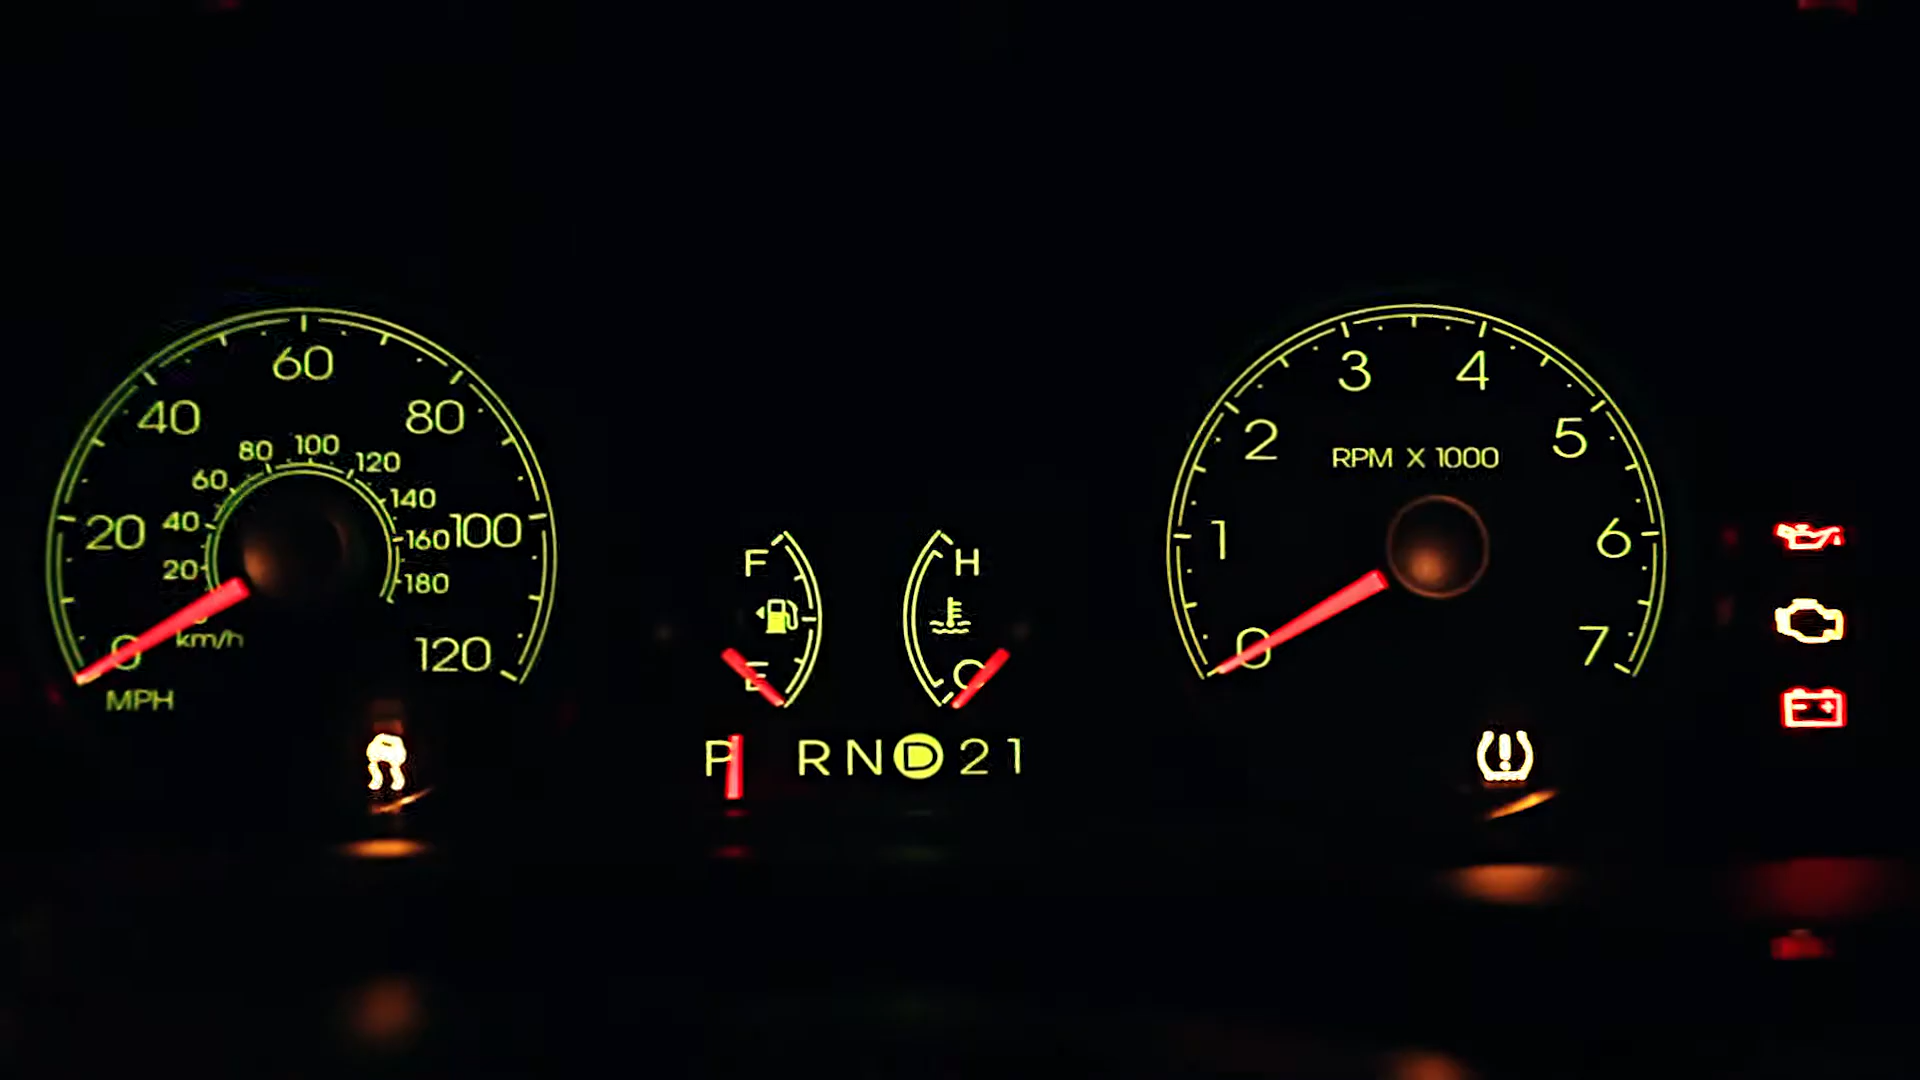 0 20 40 60 80 100 120
MPH
20 40 60 80 100 120 140 160 180
km/h
F
E
H
C
P R N D 2 1
0 1 2 3 4 5 6 7
RPM X 1000